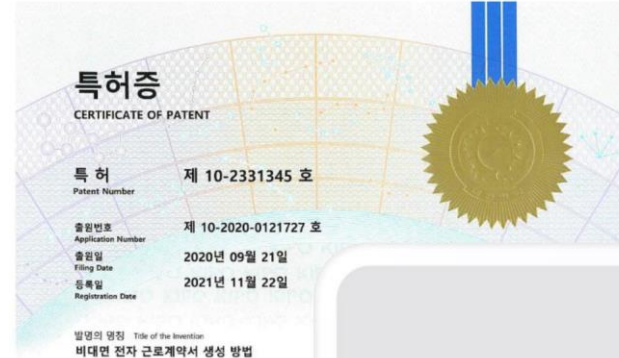 특허증
CERTIFICATE OF PATENT
특 허 제 10-2331345 호
Patent Number
출원번호 제 10-2020-0121727 호
Application Number
출원일 2020년 09월 21일
Filing Date
등록일 2021년 11월 22일
Registration Date
발명의 명칭 Title of the Invention
비대면 전자 근로계약서 생성 방법